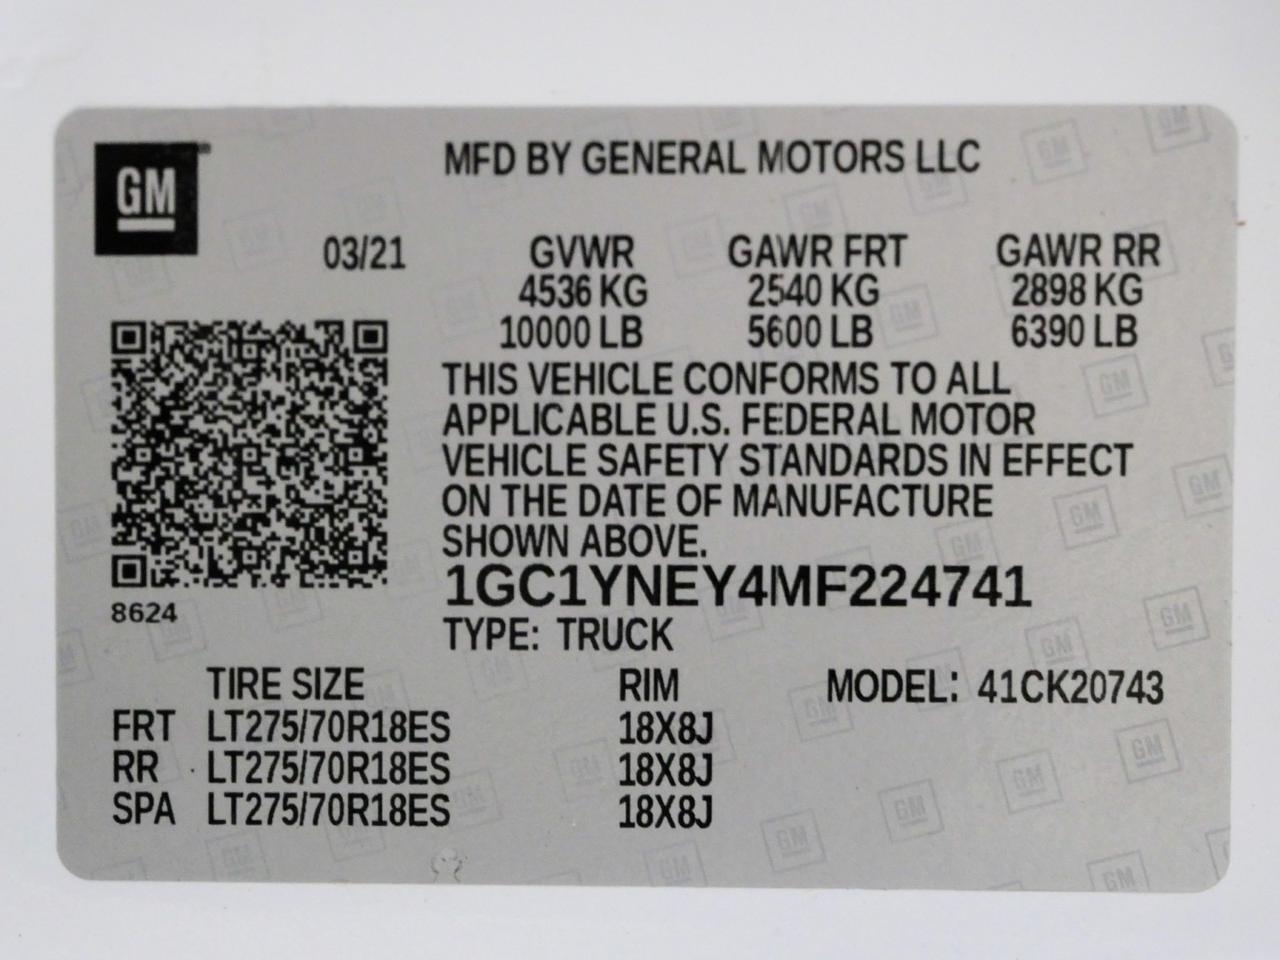 GM
MFD BY GENERAL MOTORS LLC
03/21 GVWR GAWR FRT GAWR RR
4536 KG 2540 KG 2898 KG
10000 LB 5600 LB 6390 LB
THIS VEHICLE CONFORMS TO ALL
APPLICABLE U.S. FEDERAL MOTOR
VEHICLE SAFETY STANDARDS IN EFFECT
ON THE DATE OF MANUFACTURE
SHOWN ABOVE.
1GC1YNEY4MF224741
8624
TYPE: TRUCK
TIRE SIZE RIM MODEL: 41CK20743
FRT LT275/70R18ES 18X8J
RR LT275/70R18ES 18X8J
SPA LT275/70R18ES 18X8J